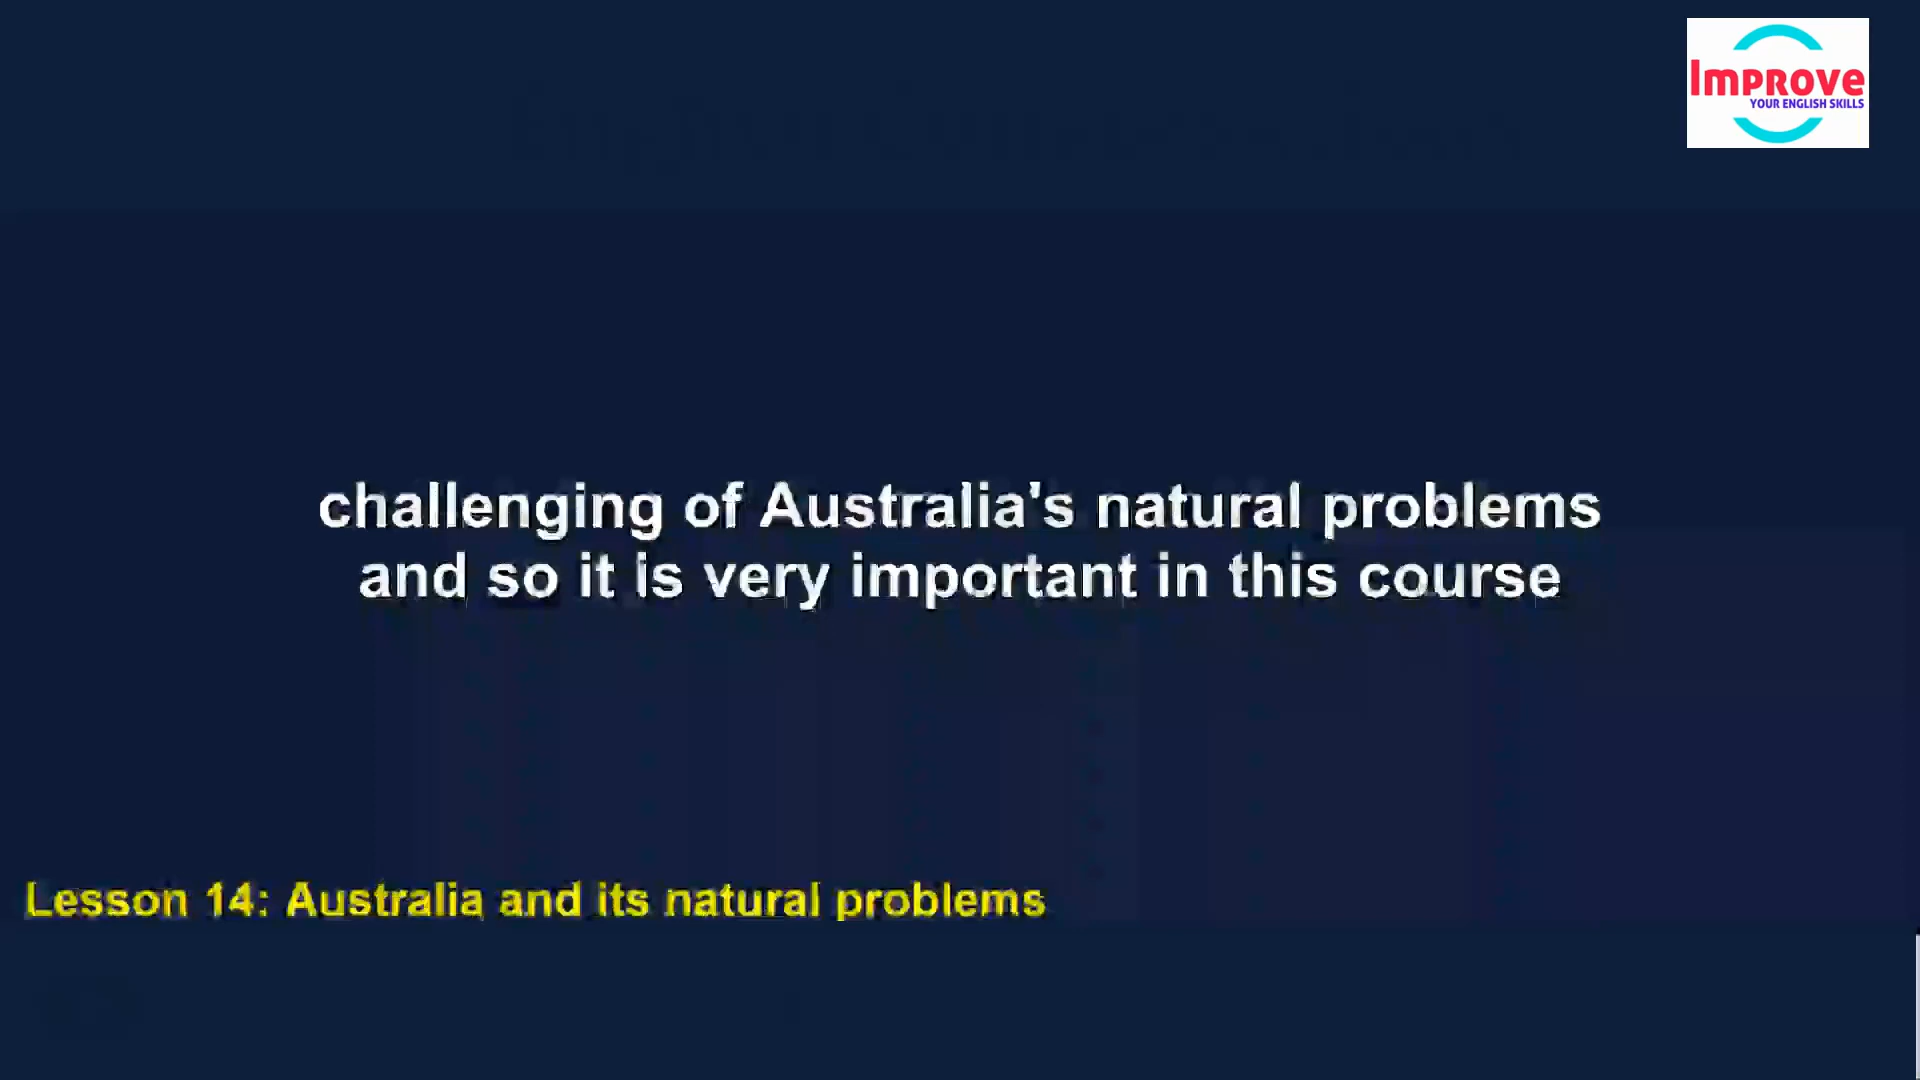 Improve
YOUR ENGLISH SKILLS
challenging of Australia's natural problems
and so it is very important in this course
Lesson 14: Australia and its natural problems